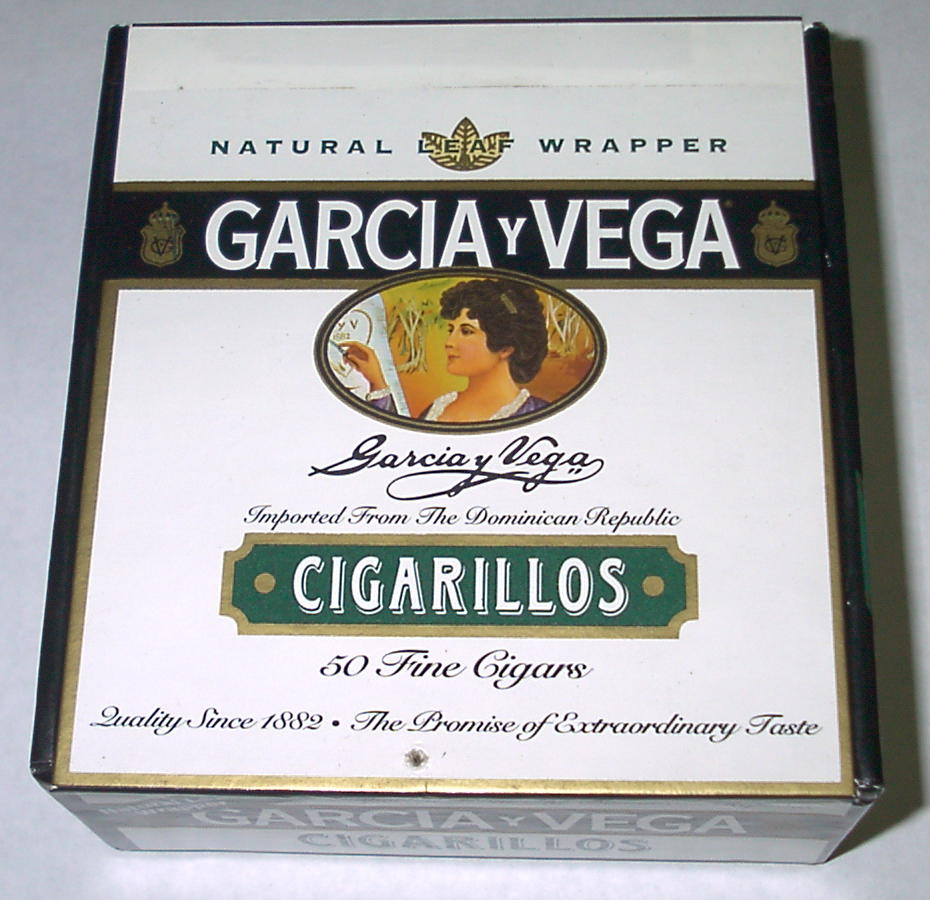 NATURAL LEAF WRAPPER
GARCIA Y VEGA
y V
1882
Garcia y Vega
Imported From The Dominican Republic
CIGARILLOS
50 Fine Cigars
Quality Since 1882 • The Promise of Extraordinary Taste
GARCIA Y VEGA
CIGARILLOS